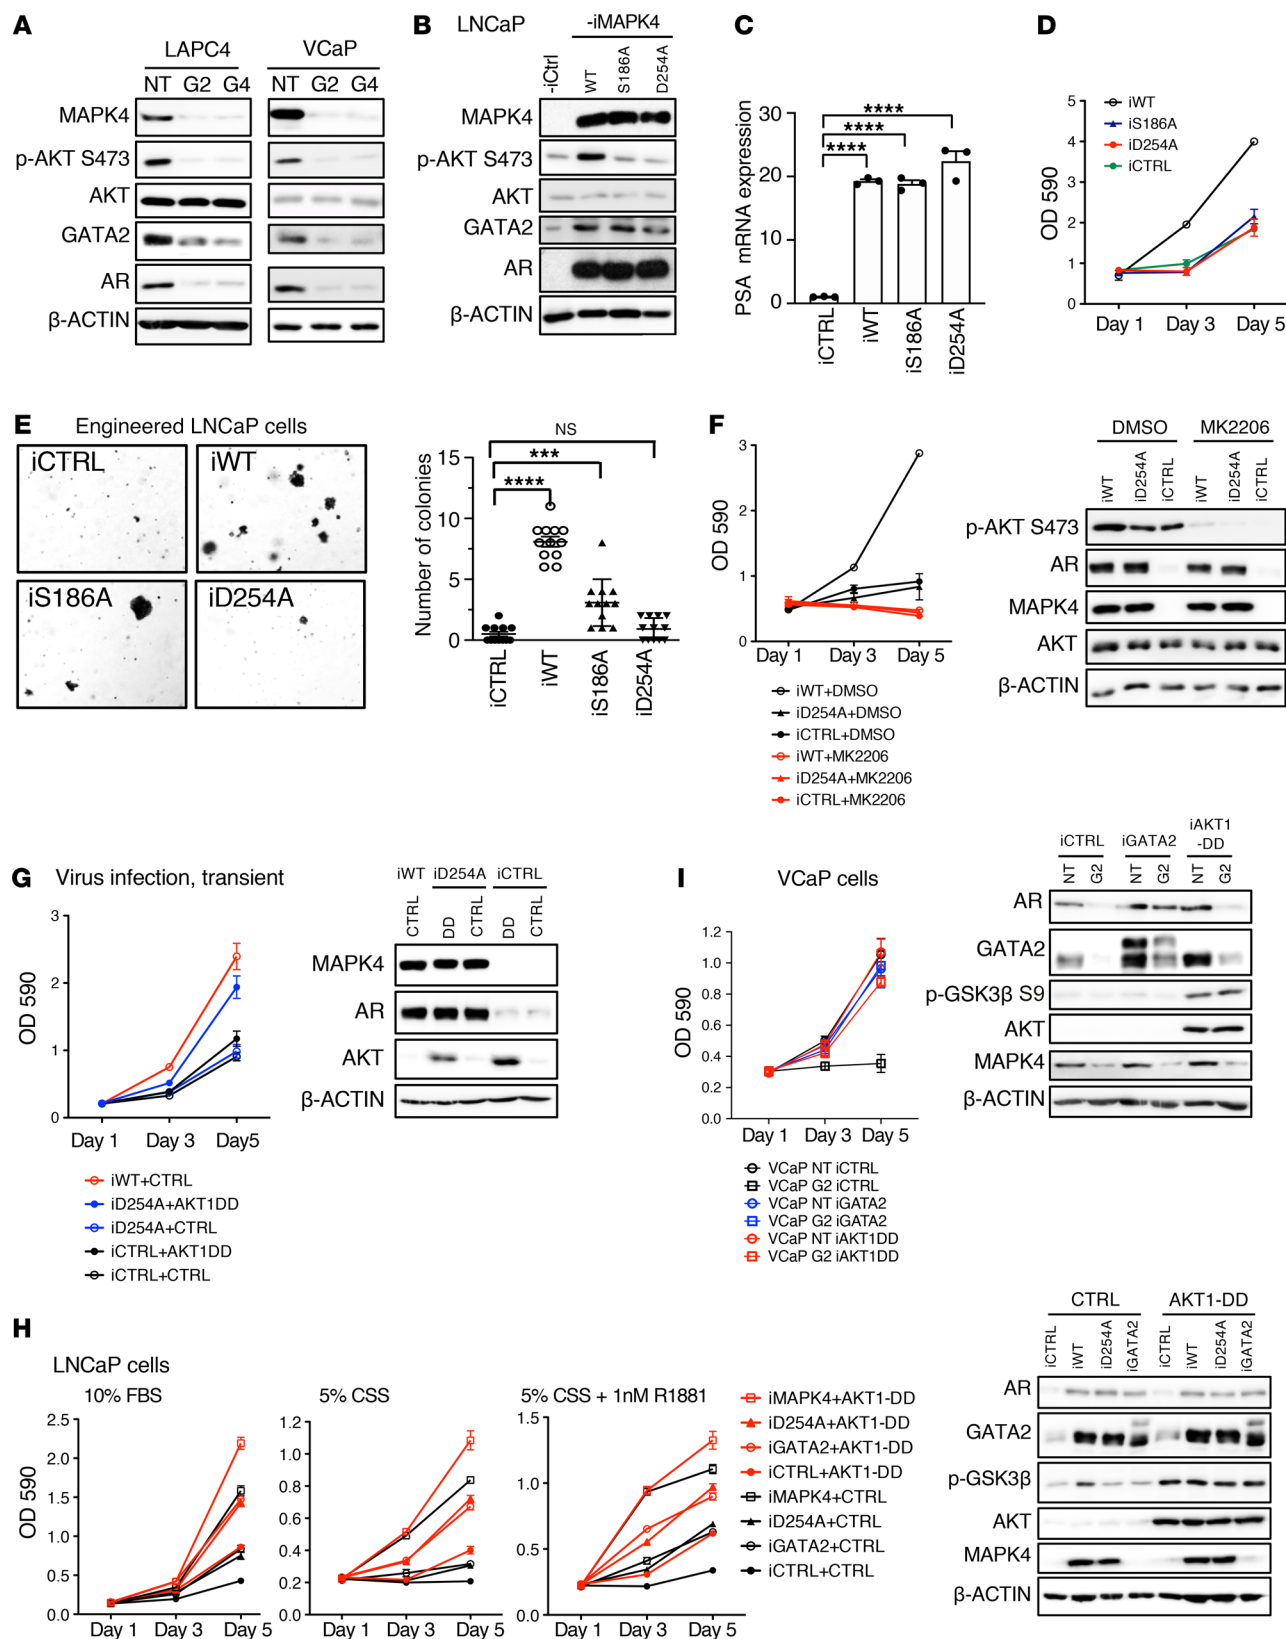 A
LAPC4 VCaP
NT G2 G4 NT G2 G4
MAPK4
p-AKT S473
AKT
GATA2
AR
β-ACTIN
B
LNCaP -iMAPK4
-iCtrl WT S186A D254A
MAPK4
p-AKT S473
AKT
GATA2
AR
β-ACTIN
C
PSA mRNA expression
30
20
10
0
****
****
****
iCTRL iWT iS186A iD254A
D
OD 590
5
4
3
2
1
0
iWT
iS186A
iD254A
iCTRL
Day 1 Day 3 Day 5
E
Engineered LNCaP cells
iCTRL iWT
iS186A iD254A
Number of colonies
15
10
5
0
NS
***
****
iCTRL iWT iS186A iD254A
F
OD 590
3
2
1
0
Day 1 Day 3 Day 5
iWT+DMSO
iD254A+DMSO
iCTRL+DMSO
iWT+MK2206
iD254A+MK2206
iCTRL+MK2206
DMSO MK2206
iWT iD254A iCTRL iWT iD254A iCTRL
p-AKT S473
AR
MAPK4
AKT
β-ACTIN
G
Virus infection, transient
OD 590
3
2
1
0
Day 1 Day 3 Day5
iWT+CTRL
iD254A+AKT1DD
iD254A+CTRL
iCTRL+AKT1DD
iCTRL+CTRL
iWT iD254A iCTRL
CTRL DD CTRL DD CTRL
MAPK4
AR
AKT
β-ACTIN
I
VCaP cells
OD 590
1.2
1.0
0.8
0.6
0.4
0.2
0.0
Day 1 Day 3 Day 5
VCaP NT iCTRL
VCaP G2 iCTRL
VCaP NT iGATA2
VCaP G2 iGATA2
VCaP NT iAKT1DD
VCaP G2 iAKT1DD
iCTRL iGATA2 iAKT1
-DD
NT G2 NT G2 NT G2
AR
GATA2
p-GSK3β S9
AKT
MAPK4
β-ACTIN
H
LNCaP cells
10% FBS
OD 590
2.5
2.0
1.5
1.0
0.5
0.0
Day 1 Day 3 Day 5
5% CSS
1.2
1.0
0.8
0.6
0.4
0.2
0.0
Day 1 Day 3 Day 5
5% CSS + 1nM R1881
1.5
1.0
0.5
0.0
Day 1 Day 3 Day 5
iMAPK4+AKT1-DD
iD254A+AKT1-DD
iGATA2+AKT1-DD
iCTRL+AKT1-DD
iMAPK4+CTRL
iD254A+CTRL
iGATA2+CTRL
iCTRL+CTRL
CTRL AKT1-DD
iCTRL iWT iD254A iGATA2 iCTRL iWT iD254A iGATA2
AR
GATA2
p-GSK3β
AKT
MAPK4
β-ACTIN